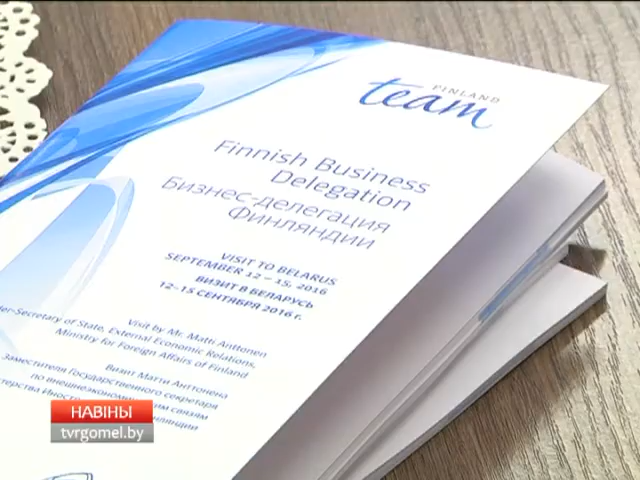 FINLAND
team
Finnish Business
Delegation
Бизнес-делегация
Финляндии
VISIT TO BELARUS
SEPTEMBER 12 – 15, 2016
ВИЗИТ В БЕЛАРУСЬ
12–15 СЕНТЯБРЯ 2016 г.
Visit by Mr. Matti Anttonen
of State, External Economic Relations,
Ministry for Foreign Affairs of Finland
Визит Матти Анттонена
Заместителя Государственного секретаря
по
связям
НАВІНЫ
tvrgomel.by